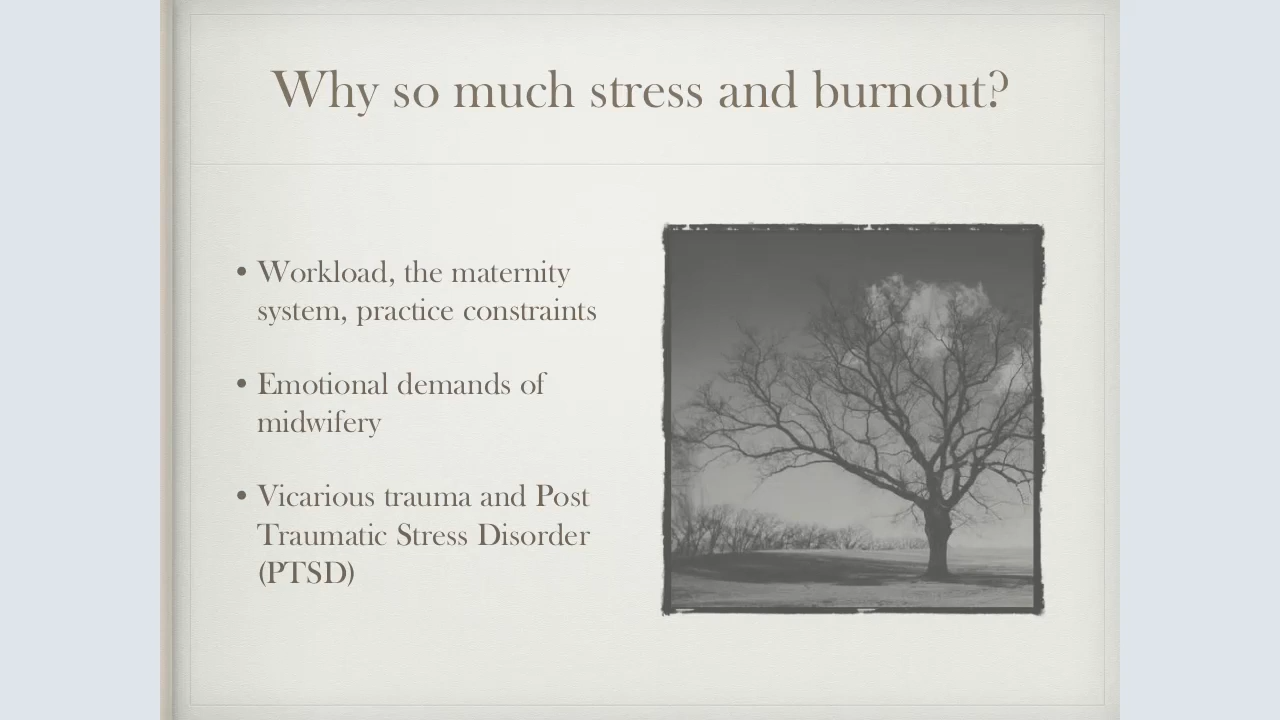 Why so much stress and burnout?
• Workload, the maternity
system, practice constraints
• Emotional demands of
midwifery
• Vicarious trauma and Post
Traumatic Stress Disorder
(PTSD)